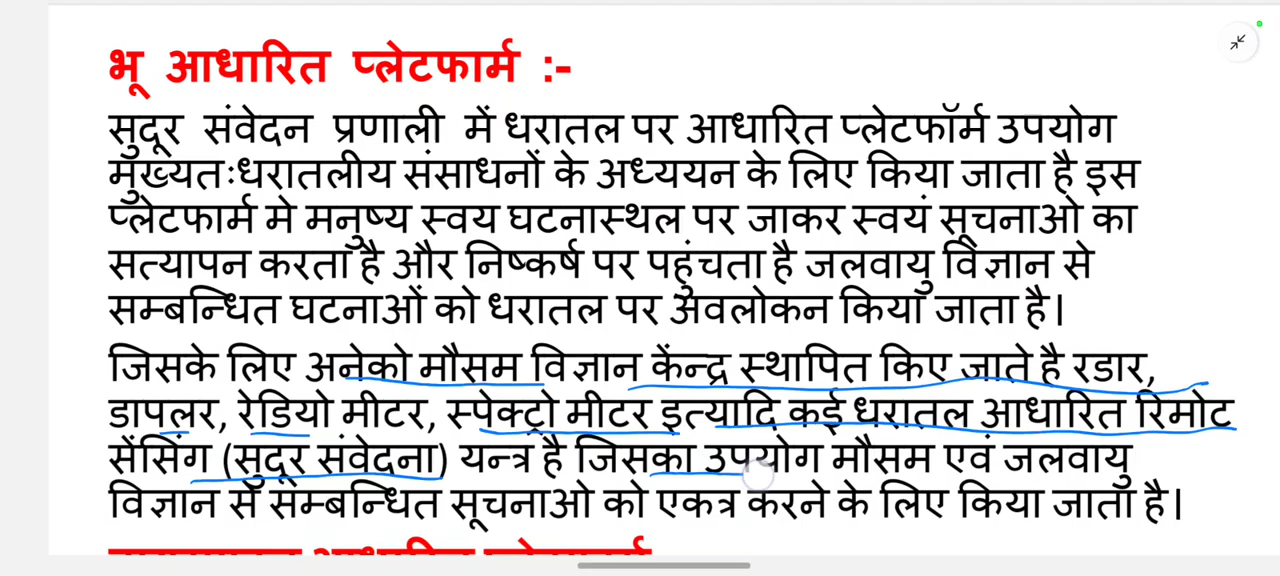 भू आधारित प्लेटफार्म :-
सुदूर संवेदन प्रणाली में धरातल पर आधारित प्लेटफॉर्म उपयोग
मुख्यतःधरातलीय संसाधनों के अध्ययन के लिए किया जाता है इस
प्लेटफार्म मे मनुष्य स्वय घटनास्थल पर जाकर स्वयं सूचनाओ का
सत्यापन करता है और निष्कर्ष पर पहुंचता है जलवायु विज्ञान से
सम्बन्धित घटनाओं को धरातल पर अवलोकन किया जाता है।
जिसके लिए अनेको मौसम विज्ञान केंन्द्र स्थापित किए जाते है रडार,
डापलर, रेडियो मीटर, स्पेक्ट्रो मीटर इत्यादि कई धरातल आधारित रिमोट
सेंसिंग (सुदूर संवेदना) यन्त्र है जिसका उपयोग मौसम एवं जलवायु
विज्ञान से सम्बन्धित सूचनाओ को एकत्र करने के लिए किया जाता है।